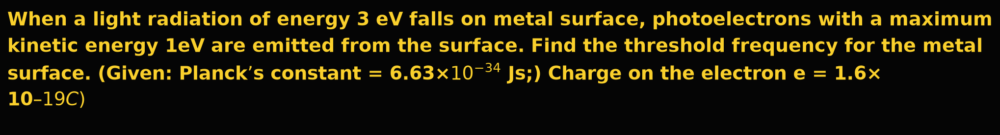 When a light radiation of energy 3 eV falls on metal surface, photoelectrons with a maximum
kinetic energy 1eV are emitted from the surface. Find the threshold frequency for the metal
surface. (Given: Planck’s constant = 6.63×10⁻³⁴ Js;) Charge on the electron e = 1.6×
10–19C)